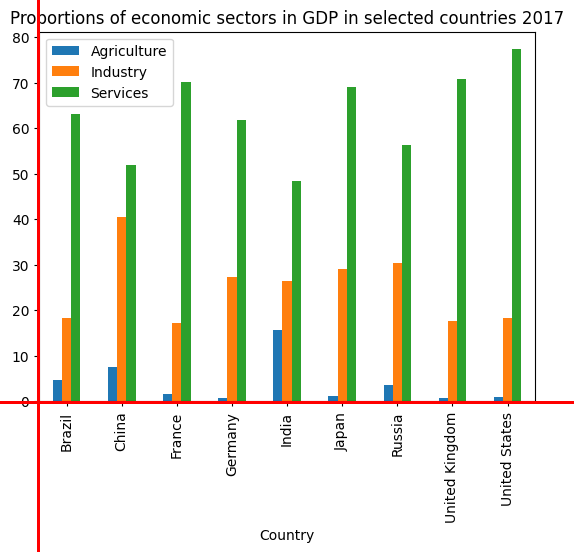 Proportions of economic sectors in GDP in selected countries 2017
80
70
60
50
40
30
20
10
0
Agriculture
Industry
Services
Brazil
China
France
Germany
India
Japan
Russia
United Kingdom
United States
Country